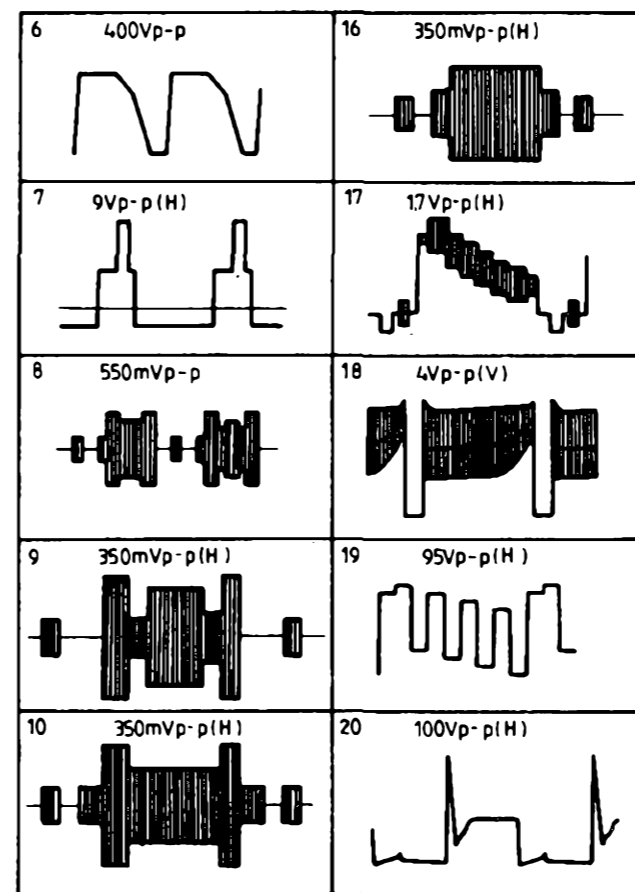 6 400Vp-p
16 350mVp-p(H)
7 9Vp-p(H)
17 1,7Vp-p(H)
8 550mVp-p
18 4Vp-p(V)
9 350mVp-p(H)
19 95Vp-p(H)
10 350mVp-p(H)
20 100Vp-p(H)